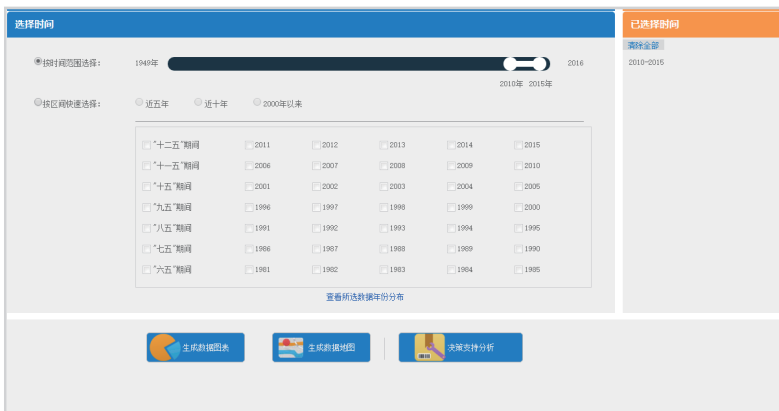 选择时间
已选择时间
清除全部
按时间范围选择：
1949年
2016
2010-2015
2010年 2015年
按区间快速选择：
近五年
近十年
2000年以来
"十二五"期间 2011 2012 2013 2014 2015
"十一五"期间 2006 2007 2008 2009 2010
"十五"期间 2001 2002 2003 2004 2005
"九五"期间 1996 1997 1998 1999 2000
"八五"期间 1991 1992 1993 1994 1995
"七五"期间 1986 1987 1988 1989 1990
"六五"期间 1981 1982 1983 1984 1985
查看所选数据年份分布
生成数据图表
生成数据地图
决策支持分析